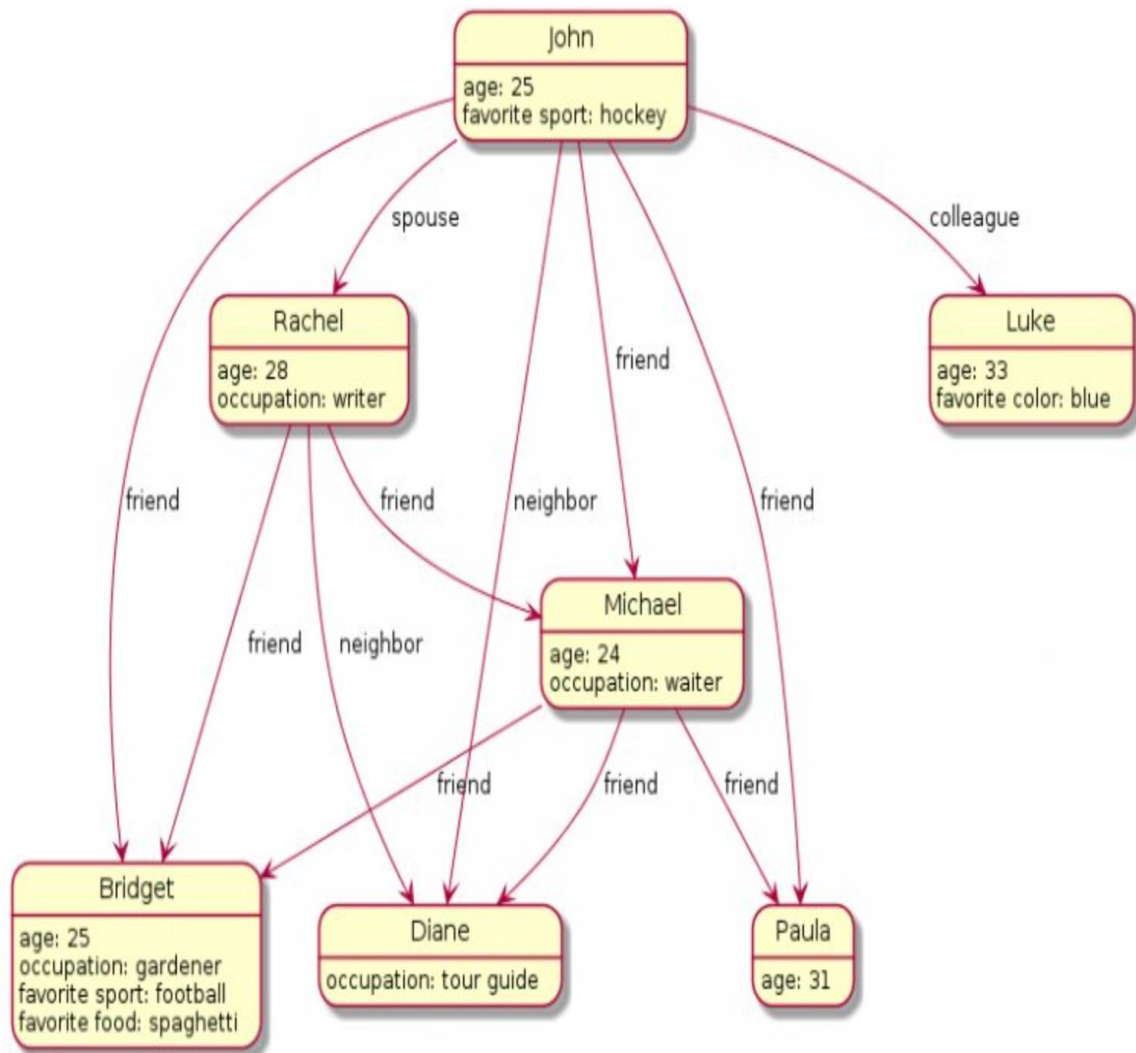 John
age: 25
favorite sport: hockey
spouse
colleague
Rachel
age: 28
occupation: writer
Luke
age: 33
favorite color: blue
friend
friend
friend
neighbor
friend
Michael
age: 24
occupation: waiter
friend
neighbor
friend
friend
friend
Bridget
age: 25
occupation: gardener
favorite sport: football
favorite food: spaghetti
Diane
occupation: tour guide
Paula
age: 31